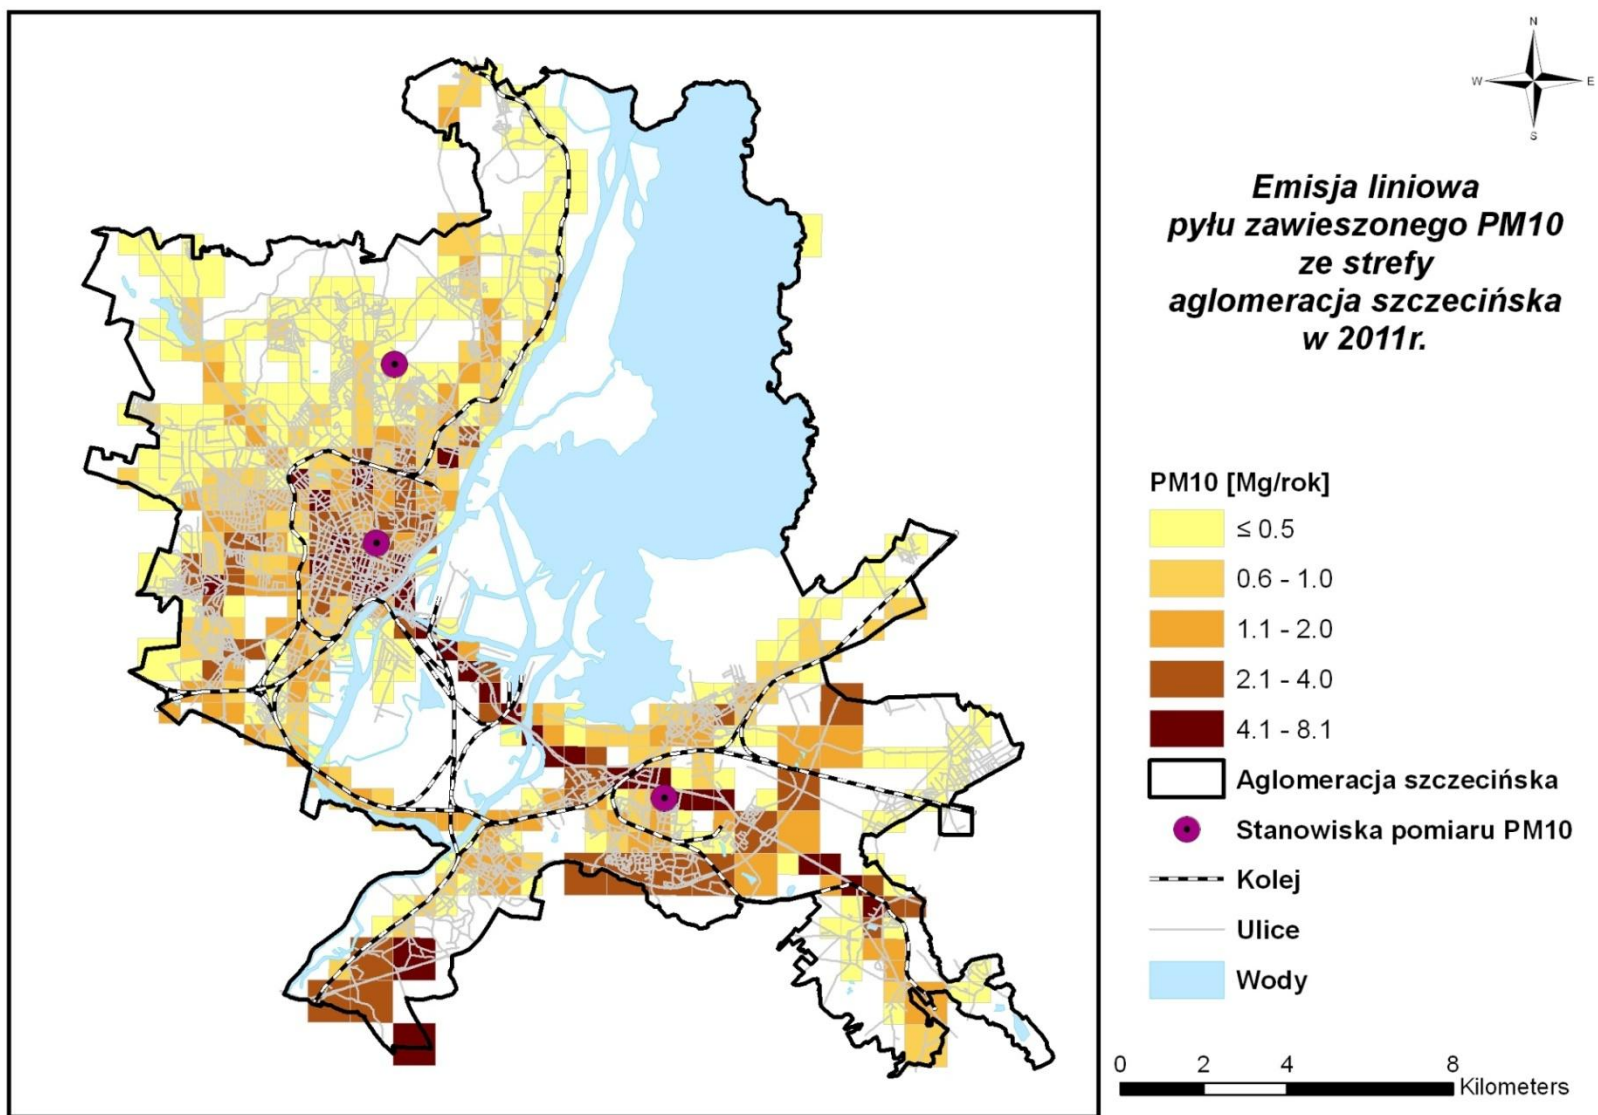 N
W
E
S
Emisja liniowa
pyłu zawieszonego PM10
ze strefy
aglomeracja szczecińska
w 2011r.
PM10 [Mg/rok]
≤ 0.5
0.6 - 1.0
1.1 - 2.0
2.1 - 4.0
4.1 - 8.1
Aglomeracja szczecińska
Stanowiska pomiaru PM10
Kolej
Ulice
Wody
0 2 4 8
Kilometers